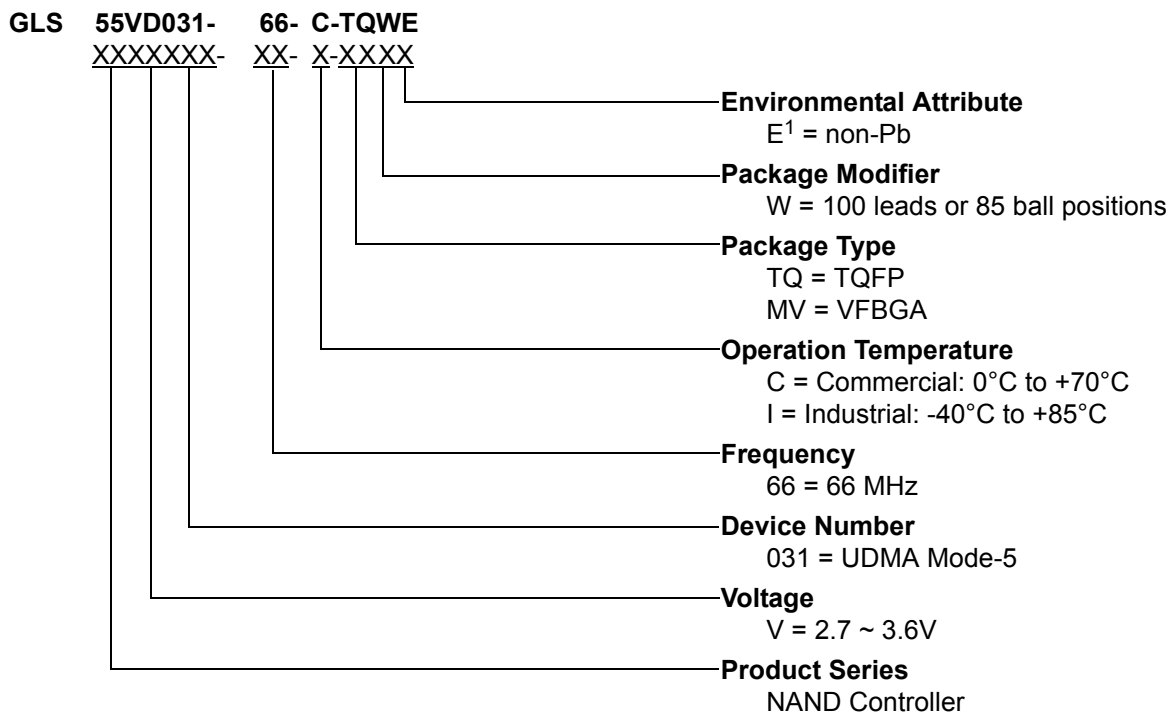 GLS 55VD031- 66- C-TQWE
XXXXXXX- XX- X-XXXX
Environmental Attribute
E1 = non-Pb
Package Modifier
W = 100 leads or 85 ball positions
Package Type
TQ = TQFP
MV = VFBGA
Operation Temperature
C = Commercial: 0°C to +70°C
I = Industrial: -40°C to +85°C
Frequency
66 = 66 MHz
Device Number
031 = UDMA Mode-5
Voltage
V = 2.7 ~ 3.6V
Product Series
NAND Controller